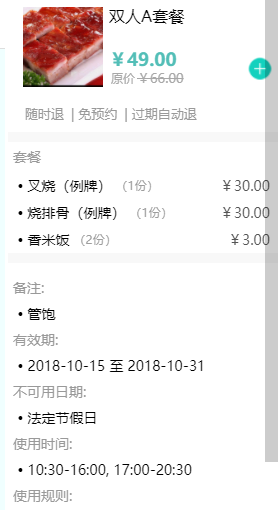 双人A套餐
￥49.00
原价 ￥66.00
随时退 | 免预约 | 过期自动退
套餐
• 叉烧（例牌） （1份） ￥30.00
• 烧排骨（例牌） （1份） ￥30.00
• 香米饭 （2份） ￥3.00
备注:
• 管饱
有效期:
• 2018-10-15 至 2018-10-31
不可用日期:
• 法定节假日
使用时间:
• 10:30-16:00, 17:00-20:30
使用规则: